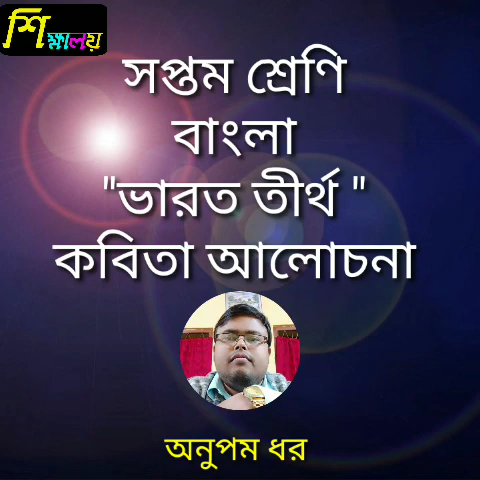 শিক্ষালয়
সপ্তম শ্রেণি
বাংলা
"ভারত তীর্থ "
কবিতা আলোচনা
অনুপম ধর